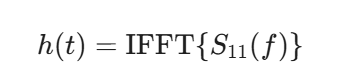 h(t) = IFFT{S₁₁(f)}